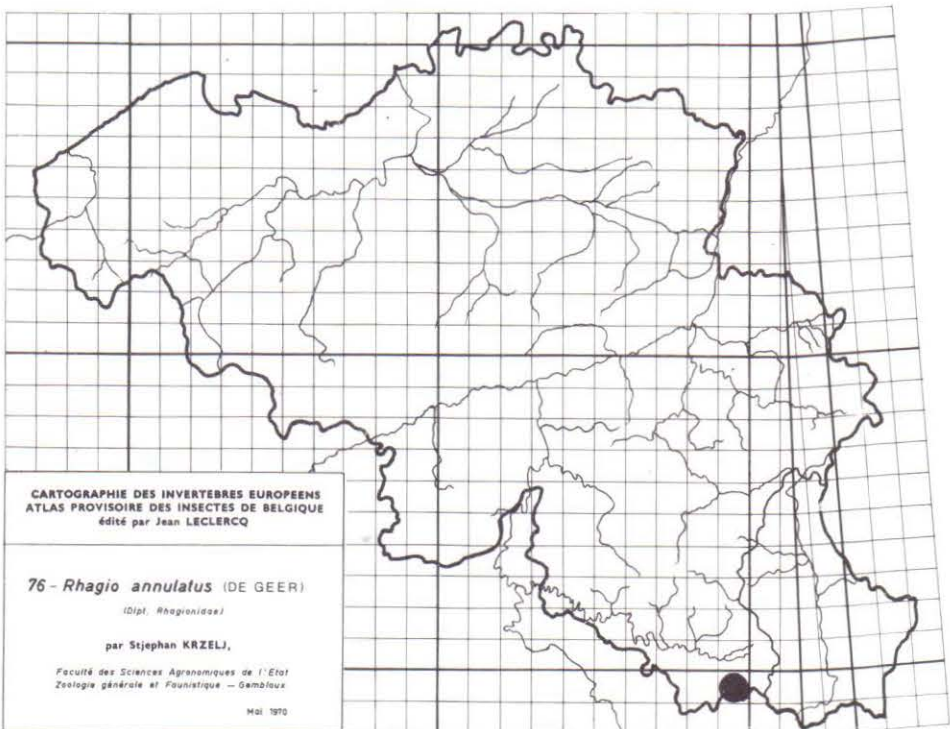 CARTOGRAPHIE DES INVERTEBRES EUROPEENS
ATLAS PROVISOIRE DES INSECTES DE BELGIQUE
édité par Jean LECLERCQ
76 - Rhagio annulatus (DE GEER)
(Dipt. Rhagionidae)
par Stjephan KRZELJ,
Faculté des Sciences Agronomiques de l'Etat
Zoologie générale et Faunistique — Gembloux
Mai 1970